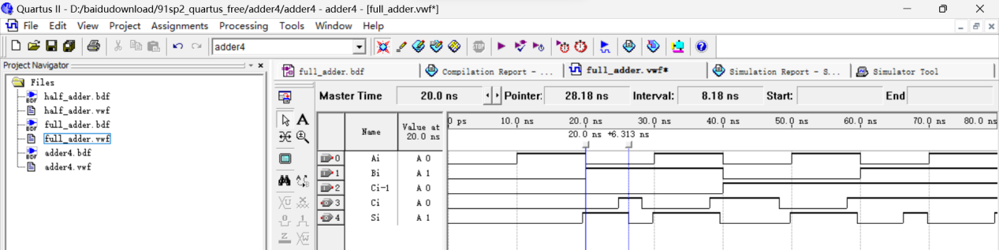 Quartus II - D:/baidudownload/91sp2_quartus_free/adder4/adder4 - adder4 - [full_adder.vwf*]
File Edit View Project Assignments Processing Tools Window Help
adder4
Project Navigator
Files
half_adder.bdf
half_adder.vwf
full_adder.bdf
full_adder.vwf
adder4.bdf
adder4.vwf
full_adder.bdf
Compilation Report - ...
full_adder.vwf*
Simulation Report - S...
Simulator Tool
Master Time 20.0 ns Pointer: 28.18 ns Interval: 8.18 ns Start: End
Name
Value at
20.0 ns
0 ps 10.0 ns 20.0 ns 30.0 ns 40.0 ns 50.0 ns 60.0 ns 70.0 ns 80.0 ns
20.0 ns +6.313 ns
0 Ai A 0
1 Bi A 1
2 Ci-1 A 0
3 Ci A 0
4 Si A 1